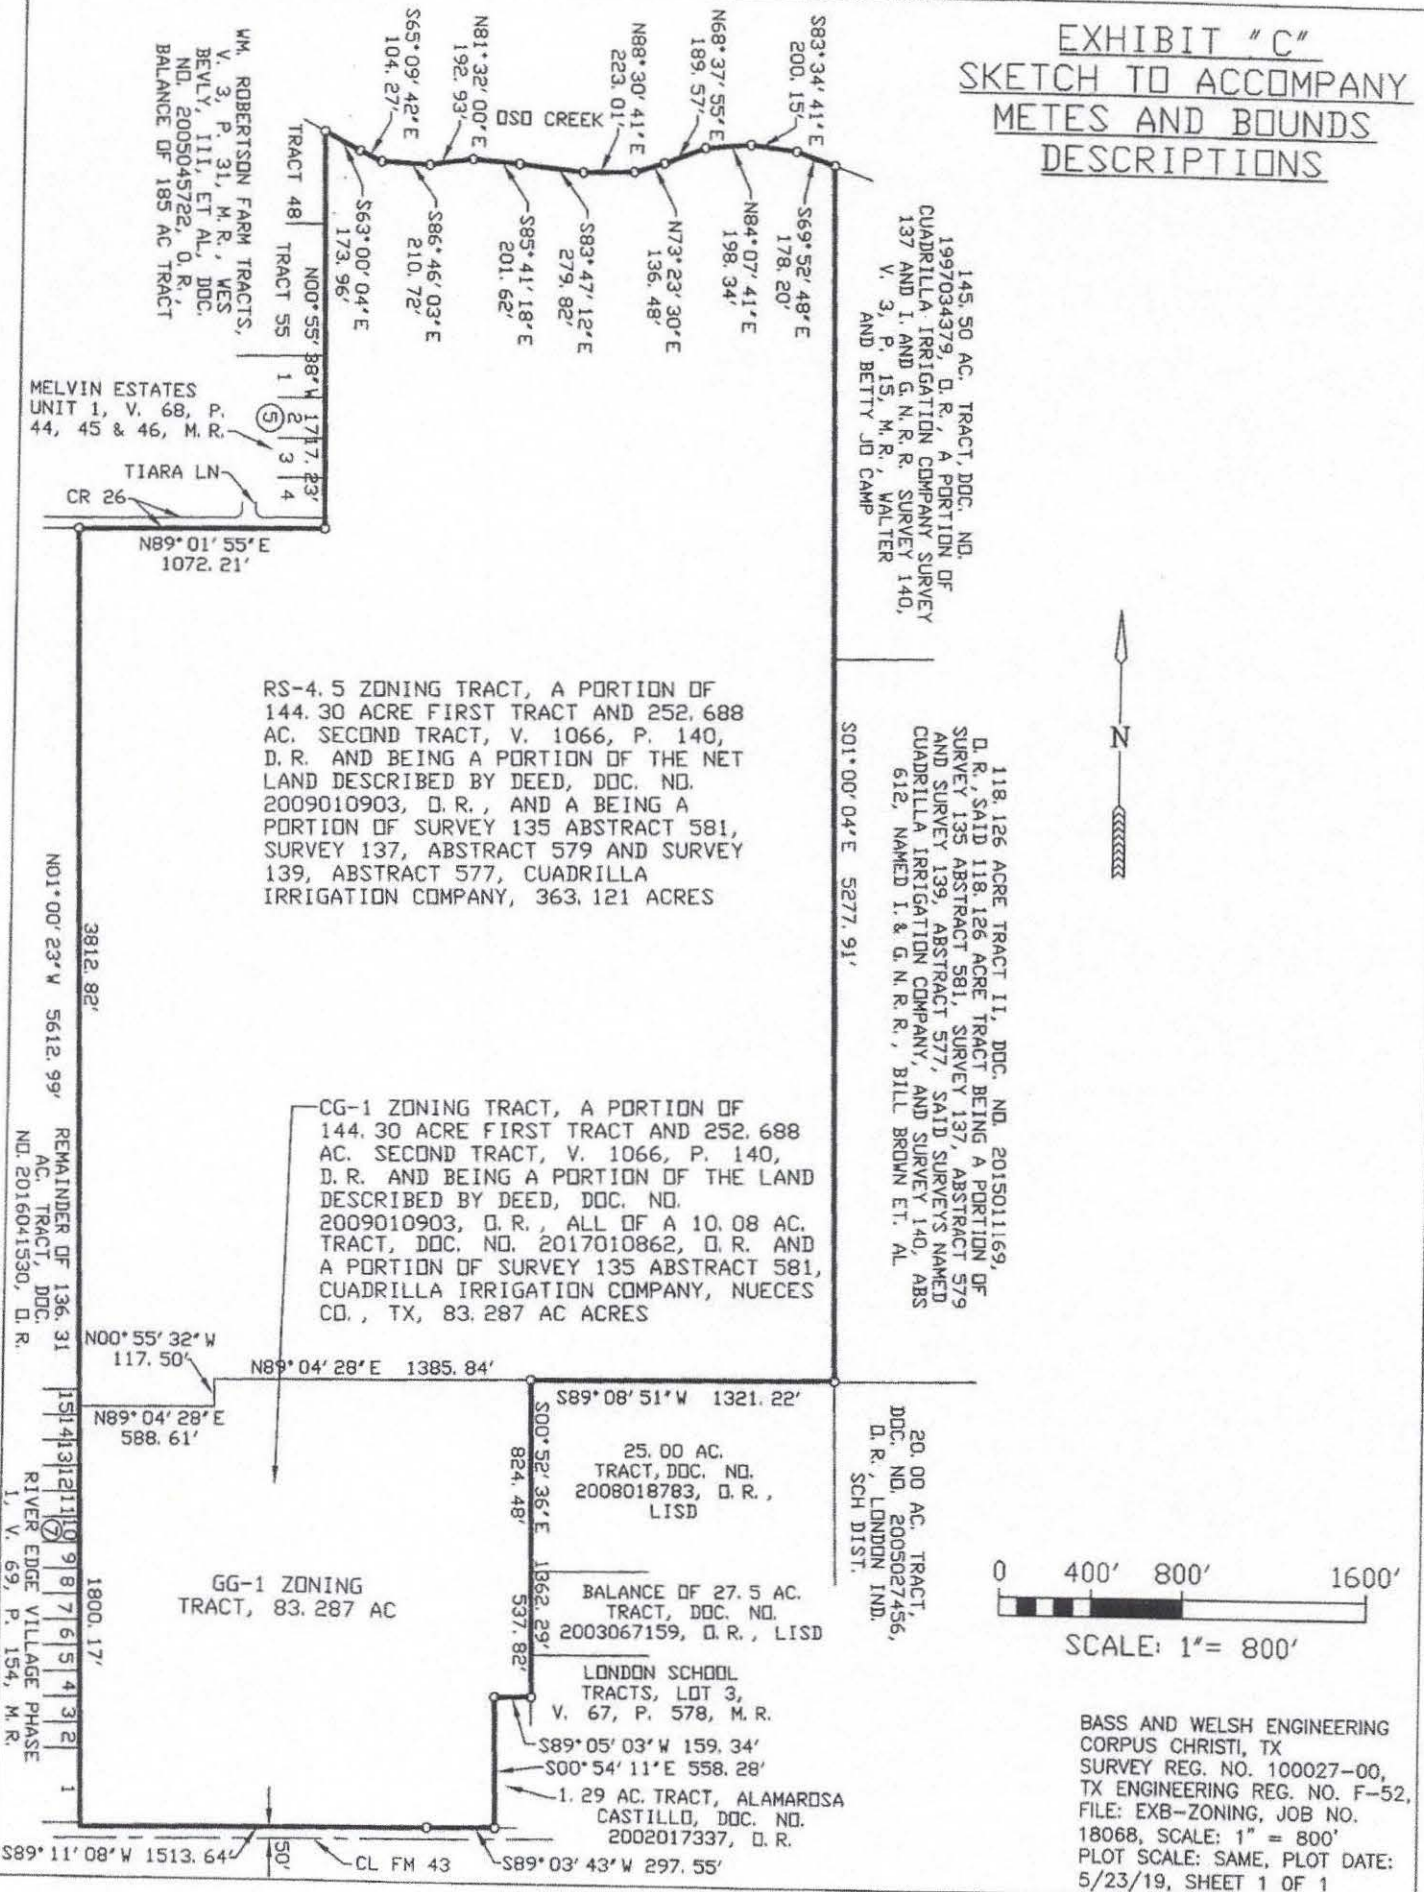 EXHIBIT "C"
SKETCH TO ACCOMPANY
METES AND BOUNDS
DESCRIPTIONS
WM. ROBERTSON FARM TRACTS,
V. 3, P. 31, M.R., WES
BEVLY, III, ET AL, DOC.
NO. 2005045722, O.R.,
BALANCE OF 185 AC TRACT
TRACT 48
TRACT 55
1
2
3
4
5
N00°55'38"W 1717.23'
S63°00'04"E
173.96'
S65°09'42"E
104.27'
S86°46'03"E
210.72'
N81°32'00"E
192.93'
S85°41'18"E
201.62'
OSO CREEK
S83°47'12"E
279.82'
N88°30'41"E
223.01'
N73°23'30"E
136.48'
N68°37'55"E
189.57'
N84°07'41"E
198.34'
S83°34'41"E
200.15'
S69°52'48"E
178.20'
145.50 AC. TRACT, DOC. NO.
1997034379, O.R., A PORTION OF
CUADRILLA IRRIGATION COMPANY SURVEY
137 AND I. AND G.N.R.R. SURVEY 140,
V. 3, P. 15, M.R., WALTER
AND BETTY JO CAMP
MELVIN ESTATES
UNIT 1, V. 68, P.
44, 45 & 46, M.R.
TIARA LN
CR 26
N89°01'55"E
1072.21'
N
RS-4.5 ZONING TRACT, A PORTION OF
144.30 ACRE FIRST TRACT AND 252.688
AC. SECOND TRACT, V. 1066, P. 140,
D.R. AND BEING A PORTION OF THE NET
LAND DESCRIBED BY DEED, DOC. NO.
2009010903, O.R., AND A BEING A
PORTION OF SURVEY 135 ABSTRACT 581,
SURVEY 137, ABSTRACT 579 AND SURVEY
139, ABSTRACT 577, CUADRILLA
IRRIGATION COMPANY, 363.121 ACRES
S01°00'04"E 5277.91'
118.126 ACRE TRACT II, DOC. NO. 2015011169,
O.R., SAID 118.126 ACRE TRACT BEING A PORTION OF
SURVEY 135 ABSTRACT 581, SURVEY 137, ABSTRACT 579
AND SURVEY 139, ABSTRACT 577, SAID SURVEYS NAMED
CUADRILLA IRRIGATION COMPANY, AND SURVEY 140, ABS
612, NAMED I. & G.N.R.R., BILL BROWN ET. AL
3812.82'
N01°00'23"W 5612.99'
REMAINDER OF 136.31
AC. TRACT, DOC.
NO. 2016041530, O.R.
CG-1 ZONING TRACT, A PORTION OF
144.30 ACRE FIRST TRACT AND 252.688
AC. SECOND TRACT, V. 1066, P. 140,
D.R. AND BEING A PORTION OF THE LAND
DESCRIBED BY DEED, DOC. NO.
2009010903, O.R., ALL OF A 10.08 AC.
TRACT, DOC. NO. 2017010862, O.R. AND
A PORTION OF SURVEY 135 ABSTRACT 581,
CUADRILLA IRRIGATION COMPANY, NUECES
CO., TX, 83.287 AC ACRES
N00°55'32"W
117.50'
N89°04'28"E 1385.84'
N89°04'28"E
588.61'
S89°08'51"W 1321.22'
S00°52'36"E 1362.29'
824.48'
537.82'
25.00 AC.
TRACT, DOC. NO.
2008018783, O.R.,
LISD
20.00 AC. TRACT,
DOC. NO. 2005027456,
O.R., LONDON IND.
SCH DIST.
BALANCE OF 27.5 AC.
TRACT, DOC. NO.
2003067159, O.R., LISD
LONDON SCHOOL
TRACTS, LOT 3,
V. 67, P. 578, M.R.
S89°05'03"W 159.34'
S00°54'11"E 558.28'
1.29 AC. TRACT, ALAMAROSA
CASTILLO, DOC. NO.
2002017337, O.R.
GG-1 ZONING
TRACT, 83.287 AC
1800.17'
15 14 13 12 11 10 9 8 7 6 5 4 3 2 1
7
RIVER EDGE VILLAGE PHASE
1, V. 69, P. 154, M.R.
S89°11'08"W 1513.64'
50'
CL FM 43
S89°03'43"W 297.55'
0 400' 800' 1600'
SCALE: 1"= 800'
BASS AND WELSH ENGINEERING
CORPUS CHRISTI, TX
SURVEY REG. NO. 100027-00,
TX ENGINEERING REG. NO. F-52,
FILE: EXB-ZONING, JOB NO.
18068, SCALE: 1" = 800'
PLOT SCALE: SAME, PLOT DATE:
5/23/19, SHEET 1 OF 1